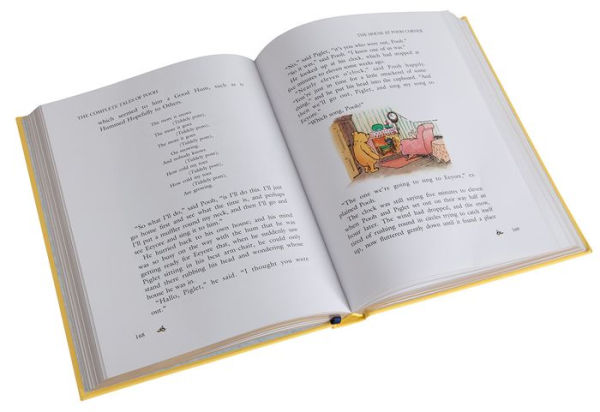 THE COMPLETE TALES OF POOH
which seemed to him a Good Hum, such as is
Hummed Hopefully to Others.
The more it snows
(Tiddely pom),
The more it goes
(Tiddely pom),
The more it goes
(Tiddely pom),
On snowing.
And nobody knows
(Tiddely pom),
How cold my toes
(Tiddely pom),
How cold my toes
(Tiddely pom),
Are growing.
"So what I'll do," said Pooh, "is I'll do this. I'll just
go home first and see what the time is, and perhaps
I'll put a muffler round my neck, and then I'll go and
see Eeyore and sing it to him."
He hurried back to his own house; and his mind
was so busy on the way with the hum that he was
getting ready for Eeyore that, when he suddenly saw
Piglet sitting in his best arm chair, he could only
stand there rubbing his head and wondering whose
house he was in.
"Hallo, Piglet," he said. "I thought you were
out."
168
THE HOUSE AT POOH CORNER
"No," said Piglet, "it's you who were out, Pooh."
"So it was," said Pooh. "I knew one of us was."
He looked up at his clock, which had stopped at
five minutes to eleven some weeks ago.
"Nearly eleven o'clock," said Pooh happily.
"You're just in time for a little smackerel of some
thing," and he put his head into the cupboard. "And
then we'll go out, Piglet, and sing my song to
Eeyore."
"Which song, Pooh?"
"The one we're going to sing to Eeyore," ex-
plained Pooh.
The clock was still saying five minutes to eleven
when Pooh and Piglet set out on their way half an
hour later. The wind had dropped, and the snow,
tired of rushing round in circles trying to catch itself
up, now fluttered gently down until it found a place
169